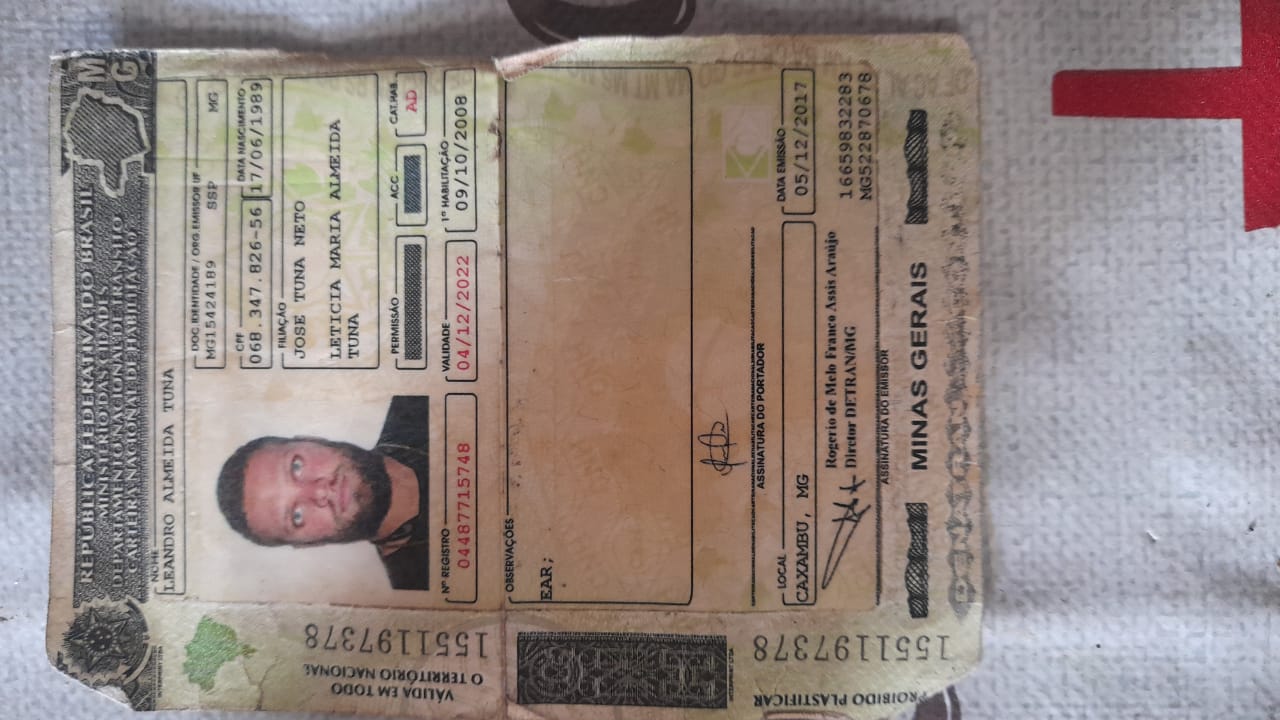 REPÚBLICA FEDERATIVA DO BRASIL
MINISTÉRIO DAS CIDADES
DEPARTAMENTO NACIONAL DE TRÂNSITO
CARTEIRA NACIONAL DE HABILITAÇÃO
MG
NOME
LEANDRO ALMEIDA TUNA
DOC. IDENTIDADE / ORG. EMISSOR / UF
MG15424189 SSP MG
CPF
068.347.826-56
DATA NASCIMENTO
17/06/1989
FILIAÇÃO
JOSE TUNA NETO
LETICIA MARIA ALMEIDA
TUNA
PERMISSÃO
ACC
CAT. HAB.
AD
Nº REGISTRO
04487715748
VALIDADE
04/12/2022
1ª HABILITAÇÃO
09/10/2008
OBSERVAÇÕES
EAR;
ASSINATURA DO PORTADOR
LOCAL
CAXAMBU, MG
DATA EMISSÃO
05/12/2017
Rogerio de Melo Franco Assis Araújo
Diretor DETRAN/MG
16659832283
MG522870678
ASSINATURA DO EMISSOR
MINAS GERAIS
VÁLIDA EM TODO
O TERRITÓRIO NACIONAL
1551197378
PROIBIDO PLASTIFICAR
1551197378